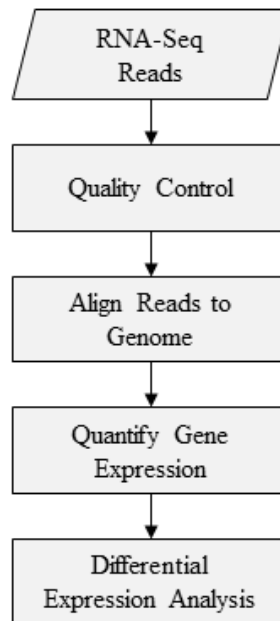 RNA-Seq
Reads
Quality Control
Align Reads to
Genome
Quantify Gene
Expression
Differential
Expression Analysis